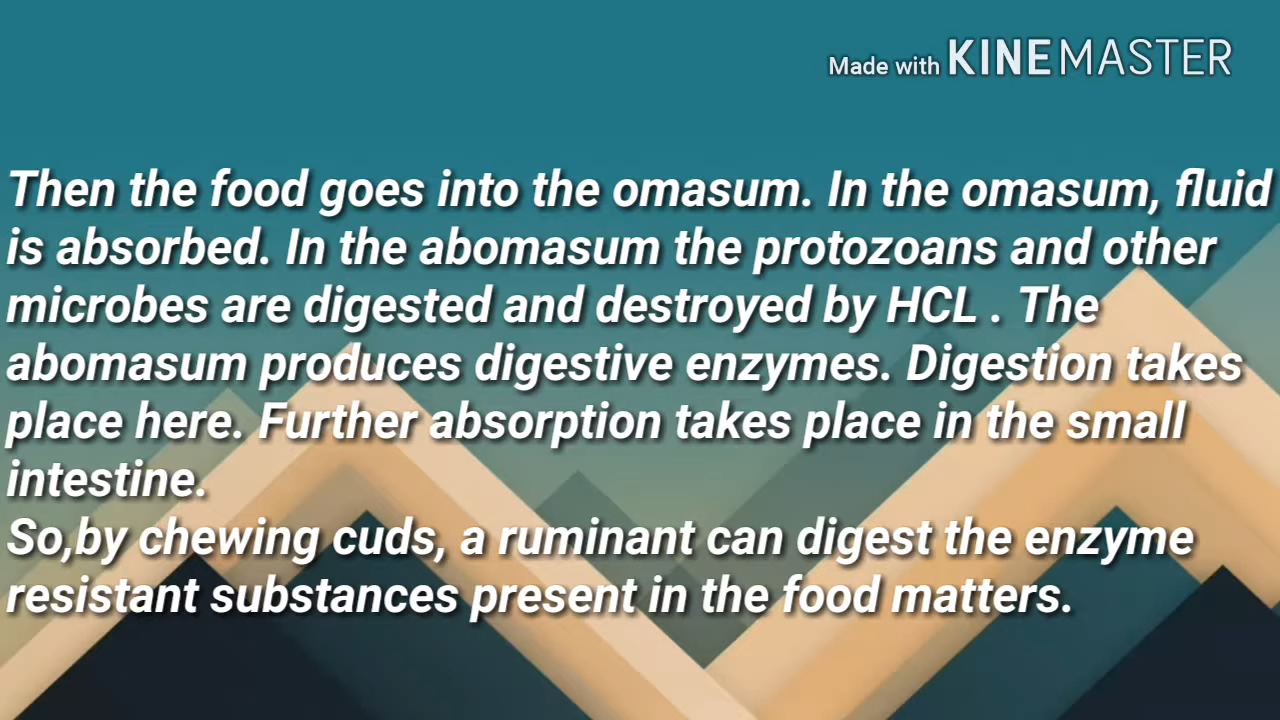 Made with KINEMASTER
Then the food goes into the omasum. In the omasum, fluid
is absorbed. In the abomasum the protozoans and other
microbes are digested and destroyed by HCL . The
abomasum produces digestive enzymes. Digestion takes
place here. Further absorption takes place in the small
intestine.
So,by chewing cuds, a ruminant can digest the enzyme
resistant substances present in the food matters.